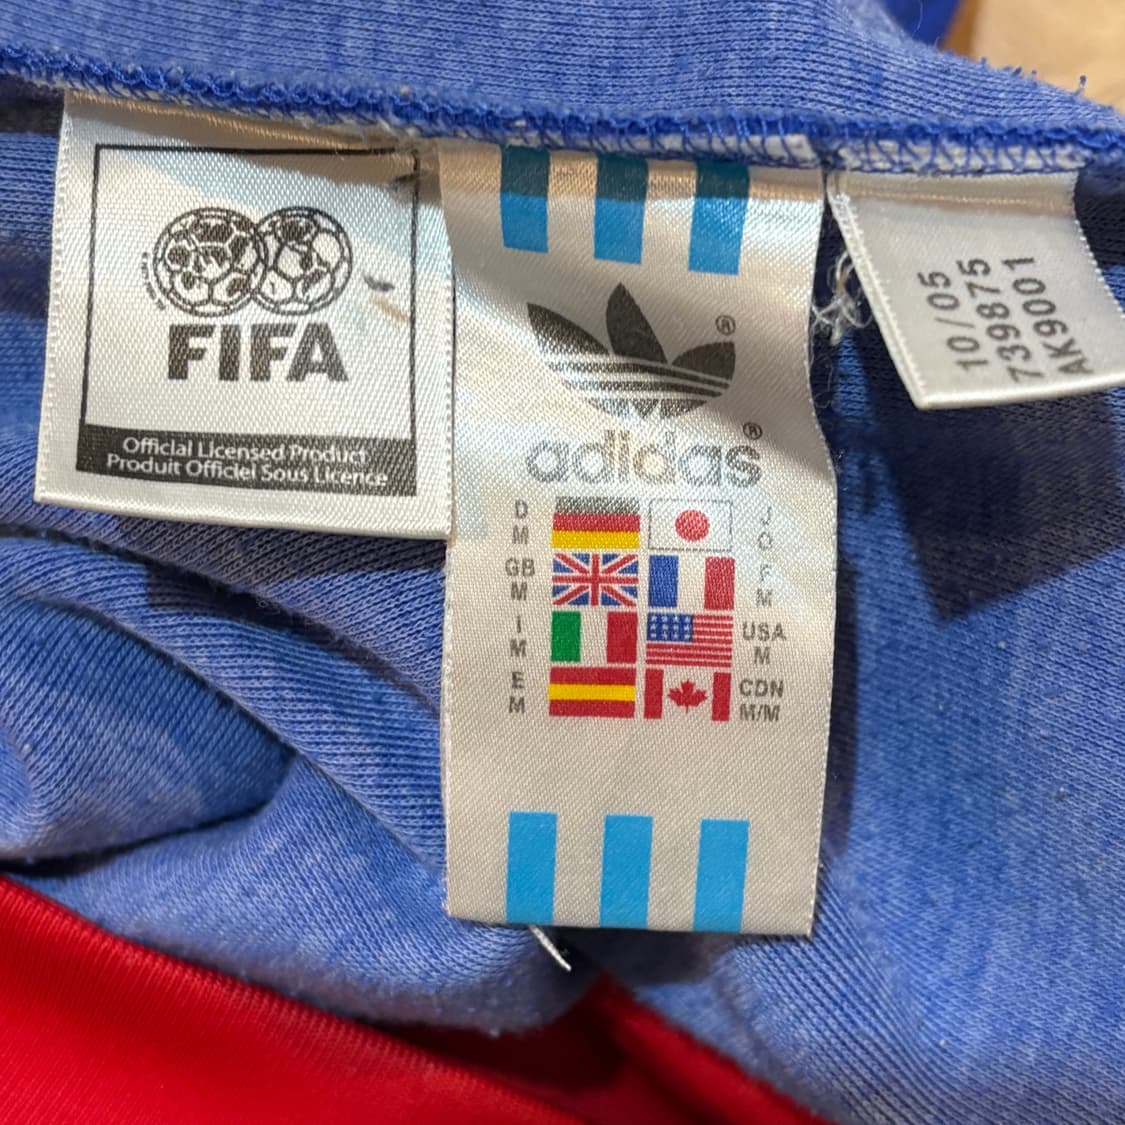 FIFA
Official Licensed Product
Produit Officiel Sous Licence
®
adidas®
D
M
J
O
GB
M
F
M
I
M
USA
M
E
M
CDN
M/M
10/05
739875
AK9001